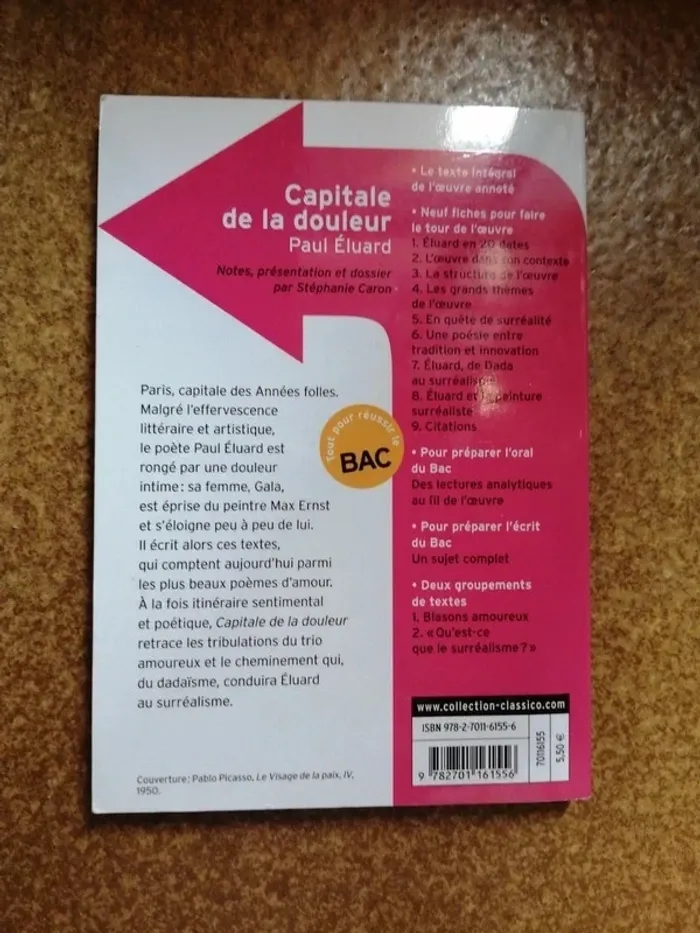 Capitale
de la douleur
Paul Éluard
Notes, présentation et dossier
par Stéphanie Caron
Paris, capitale des Années folles.
Malgré l'effervescence
littéraire et artistique,
le poète Paul Éluard est
rongé par une douleur
intime : sa femme, Gala,
est éprise du peintre Max Ernst
et s'éloigne peu à peu de lui.
Il écrit alors ces textes,
qui comptent aujourd'hui parmi
les plus beaux poèmes d'amour.
À la fois itinéraire sentimental
et poétique, Capitale de la douleur
retrace les tribulations du trio
amoureux et le cheminement qui,
du dadaïsme, conduira Éluard
au surréalisme.
Couverture : Pablo Picasso, Le Visage de la paix, IV,
1950.
Tout pour réussir le
BAC
• Le texte intégral
de l'œuvre annoté
• Neuf fiches pour faire
le tour de l'œuvre
1. Éluard en 20 dates
2. L'œuvre dans son contexte
3. La structure de l'œuvre
4. Les grands thèmes
de l'œuvre
5. En quête de surréalité
6. Une poésie entre
tradition et innovation
7. Éluard, de Dada
au surréalisme
8. Éluard et la peinture
surréaliste
9. Citations
• Pour préparer l'oral
du Bac
Des lectures analytiques
au fil de l'œuvre
• Pour préparer l'écrit
du Bac
Un sujet complet
• Deux groupements
de textes
1. Blasons amoureux
2. « Qu'est-ce
que le surréalisme ? »
www.collection-classico.com
ISBN 978-2-7011-6155-6
9 782701 161556
70116155
5,50 €